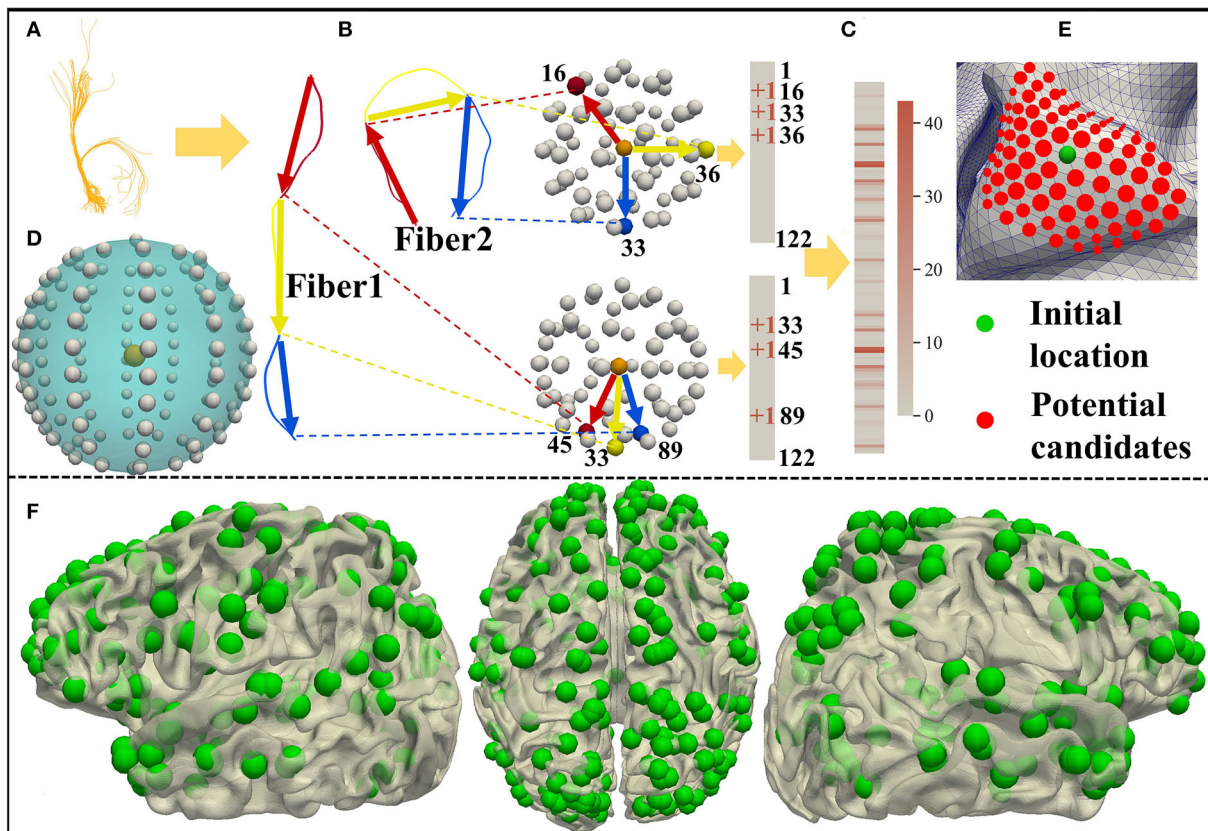 A
B
C
E
16
36
33
Fiber2
1
+1 16
+1 33
+1 36
122
D
Fiber1
45
33
89
1
+1 33
+1 45
+1 89
122
40
30
20
10
0
Initial
location
Potential
candidates
F